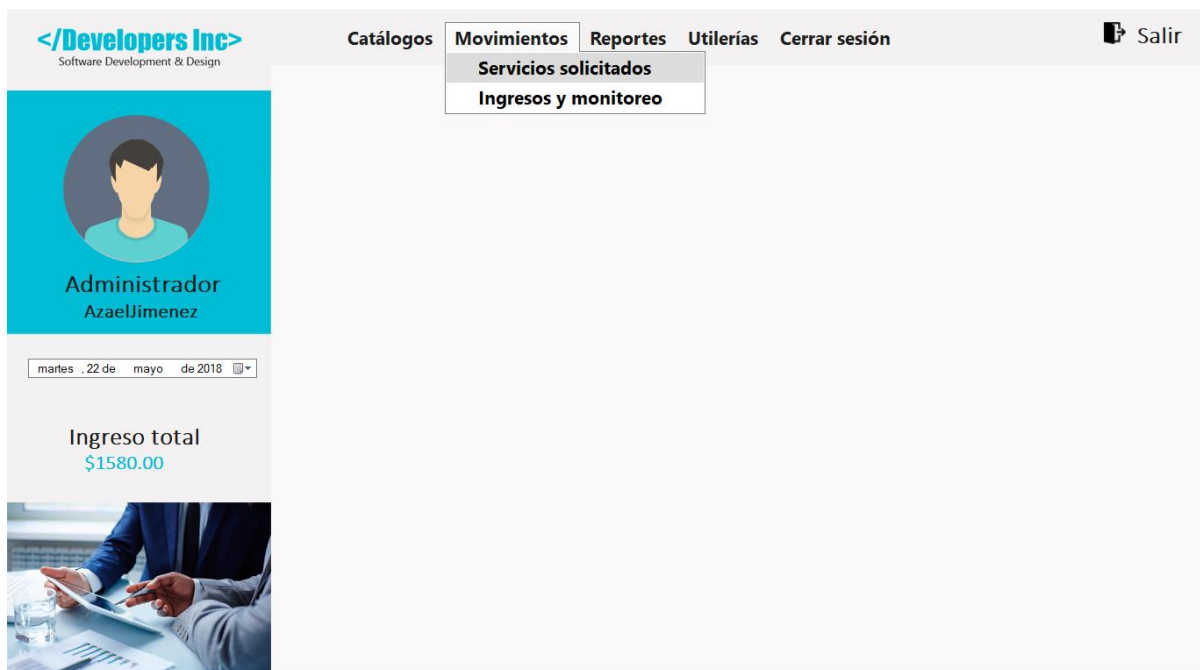 </Developers Inc>
Software Development & Design
Catálogos Movimientos Reportes Utilerías Cerrar sesión
Salir
Servicios solicitados
Ingresos y monitoreo
Administrador
AzaelJimenez
martes , 22 de mayo de 2018
Ingreso total
$1580.00